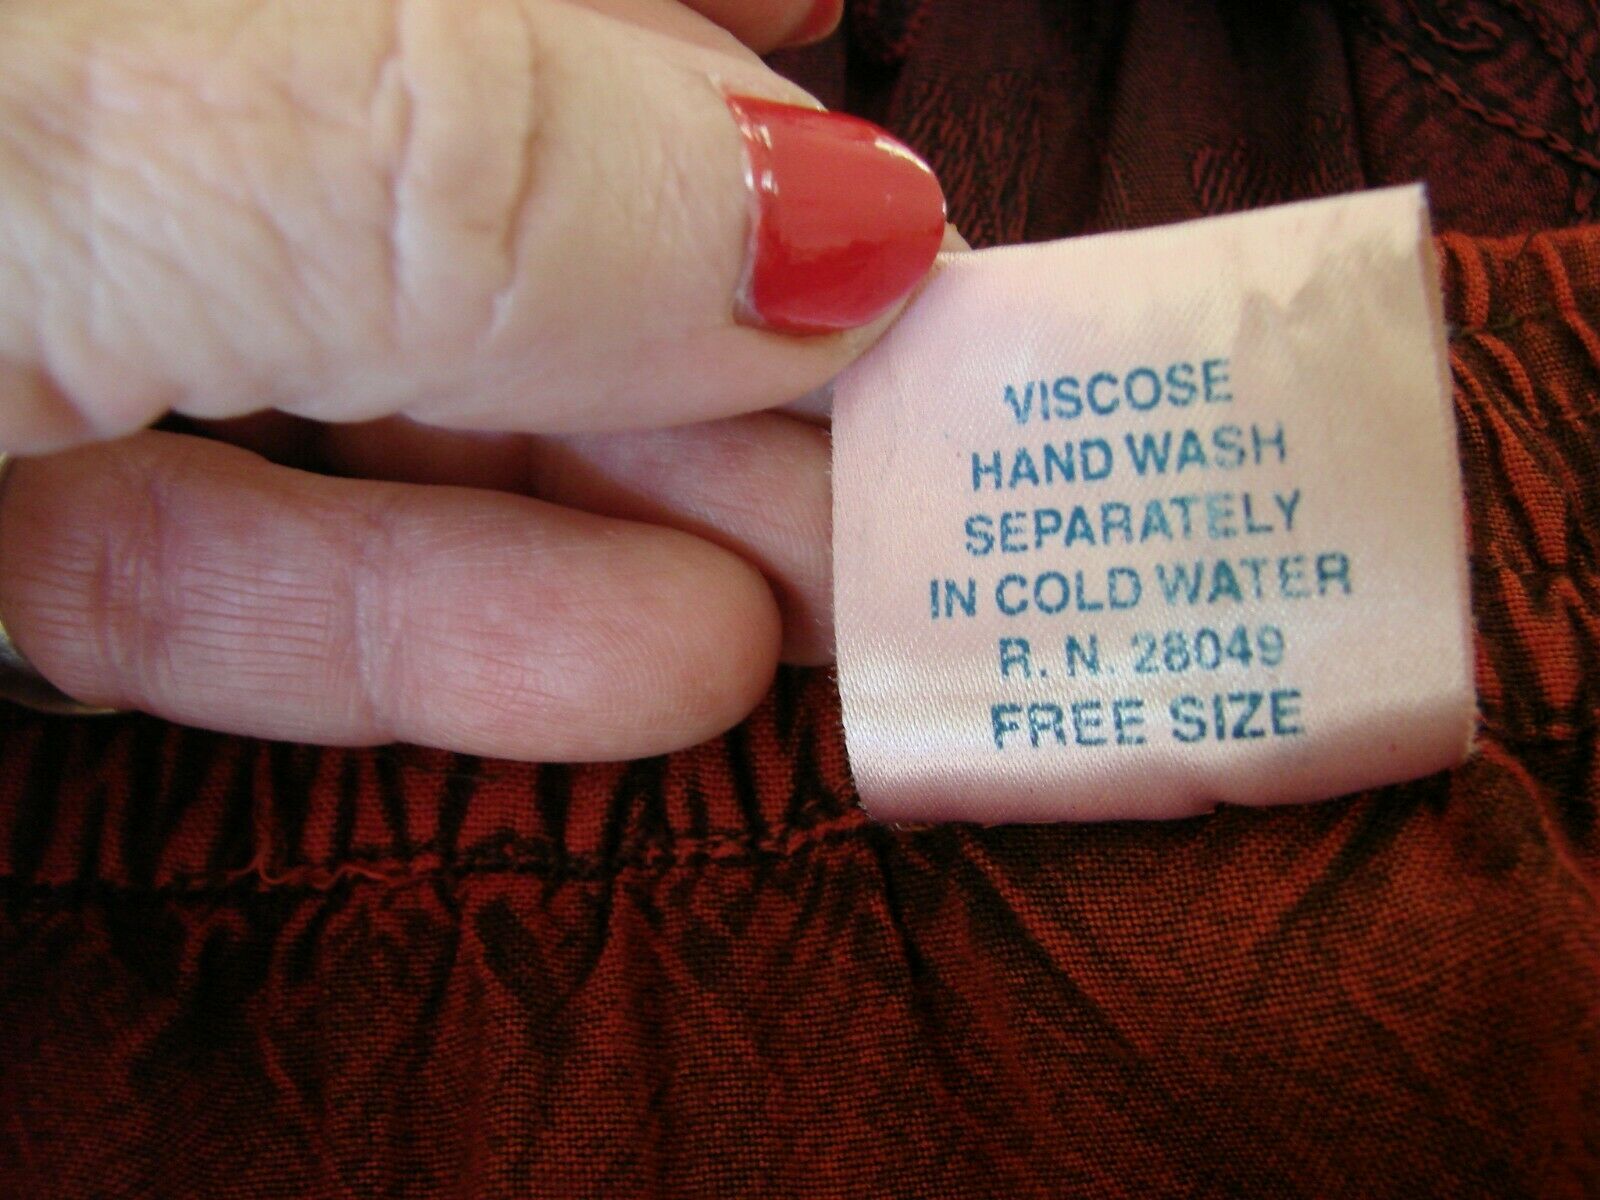 VISCOSE
HAND WASH
SEPARATELY
IN COLD WATER
R. N. 28049
FREE SIZE